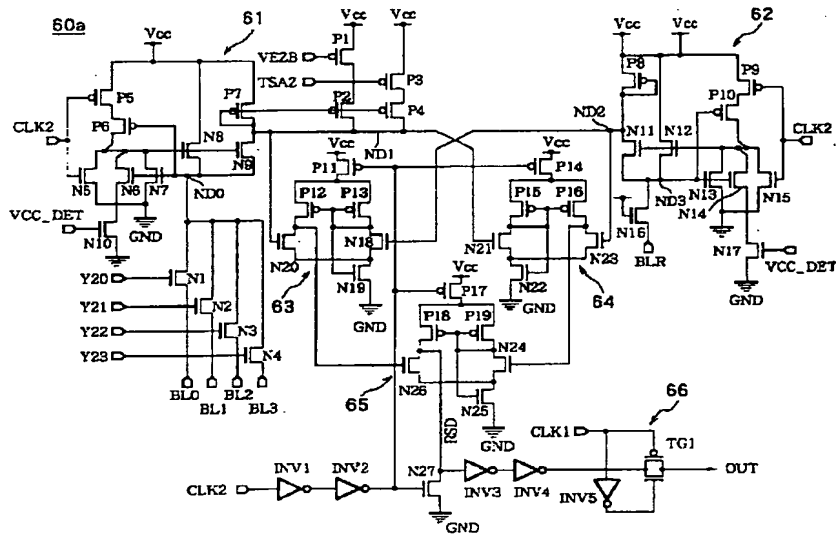 60a
61
62
Vcc
Vcc
Vcc
Vcc
Vcc
P1
VE2B
TSA2
P3
P2
P4
P5
P6
P7
CLK2
N8
N9
N5
N6
N7
ND0
ND1
ND2
P8
P9
P10
N11
N12
CLK2
N13
N14
N15
ND3
N16
N17
BLR
VCC_DET
GND
GND
VCC_DET
N10
GND
GND
Y20
Y21
Y22
Y23
N1
N2
N3
N4
BL0
BL1
BL2
BL3
Vcc
P11
P12
P13
N18
N20
N19
GND
63
Vcc
P14
P15
P16
N21
N22
N23
GND
64
Vcc
P17
P18
P19
N24
N26
N25
GND
65
RSD
66
CLK1
TG1
CLK2
INV1
INV2
N27
GND
INV3
INV4
INV5
OUT